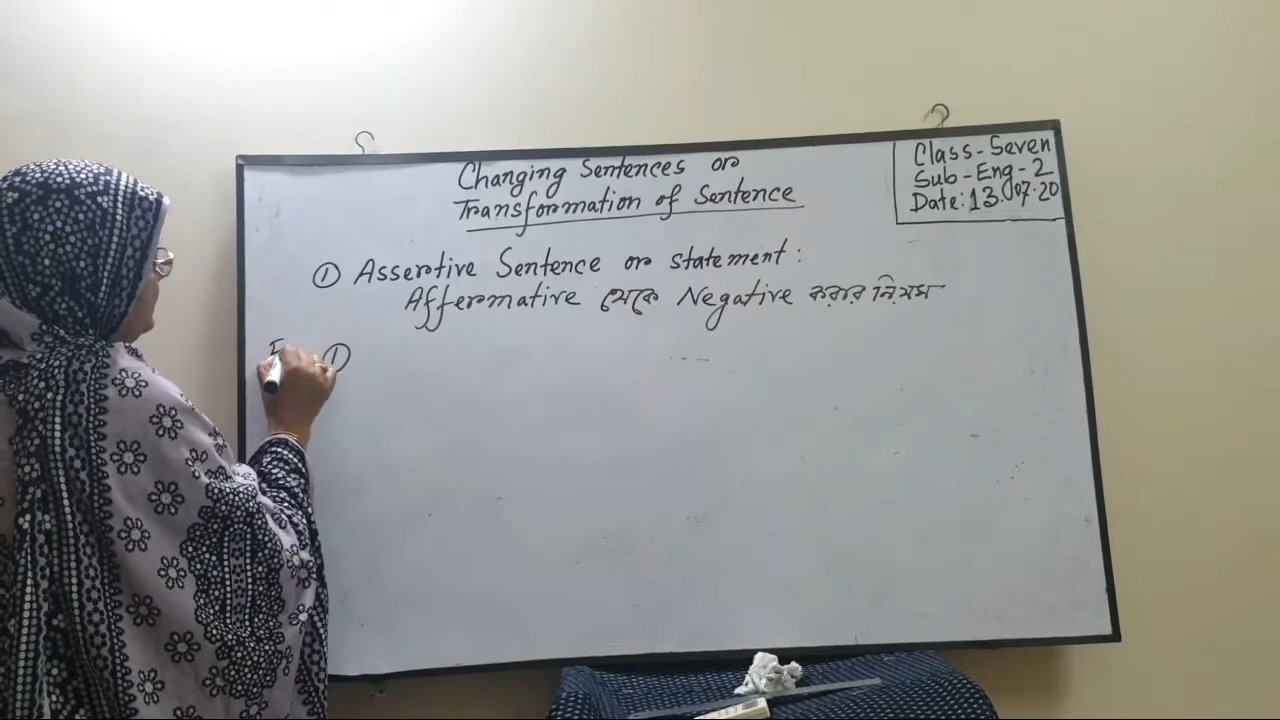 Changing Sentences or
Transformation of Sentence
Class-Seven
Sub-Eng-2
Date: 13.07.20
① Assertive Sentence or statement:
Affermative থেকে Negative করার নিয়ম
①